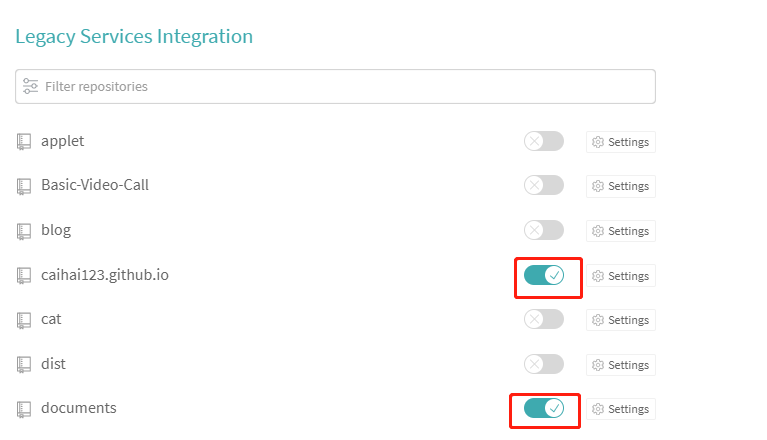 Legacy Services Integration
Filter repositories
applet Settings
Basic-Video-Call Settings
blog Settings
caihai123.github.io Settings
cat Settings
dist Settings
documents Settings